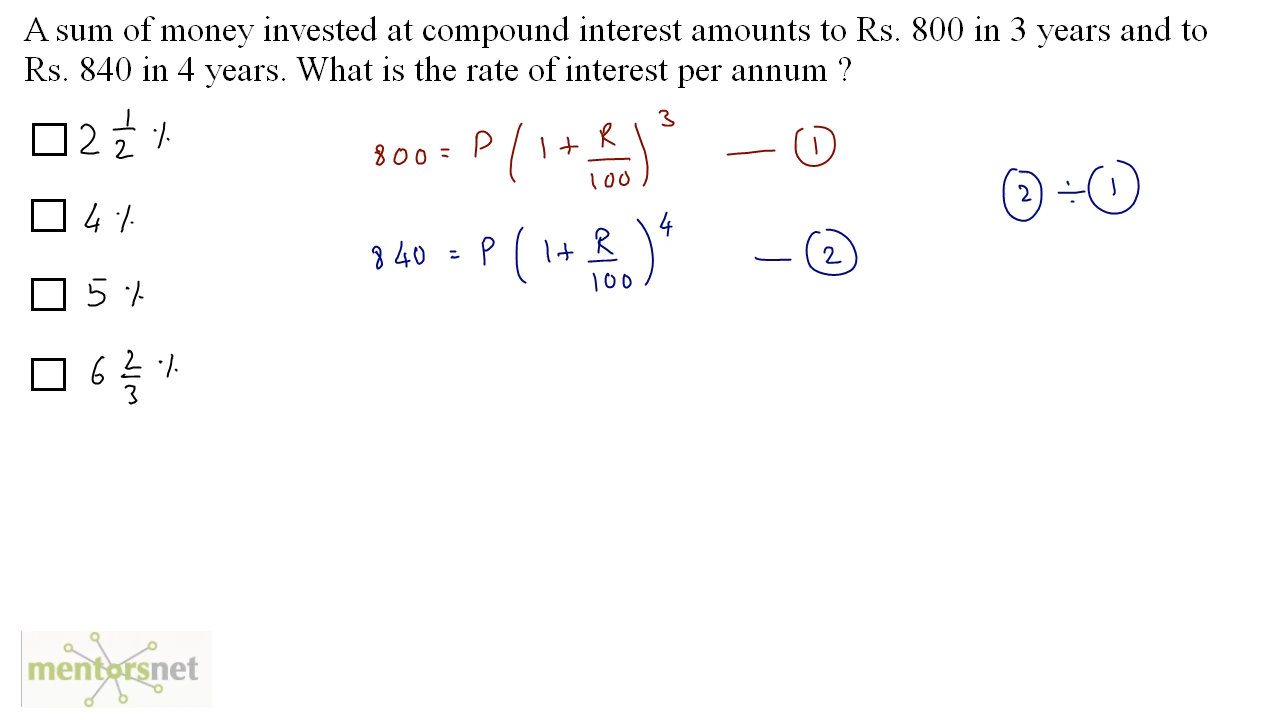 A sum of money invested at compound interest amounts to Rs. 800 in 3 years and to
Rs. 840 in 4 years. What is the rate of interest per annum ?
2 1/2 %
4 %
5 %
6 2/3 %
800 = P ( 1 + R/100 )^3 — ①
840 = P ( 1 + R/100 )^4 — ②
② ÷ ①
mentorsnet